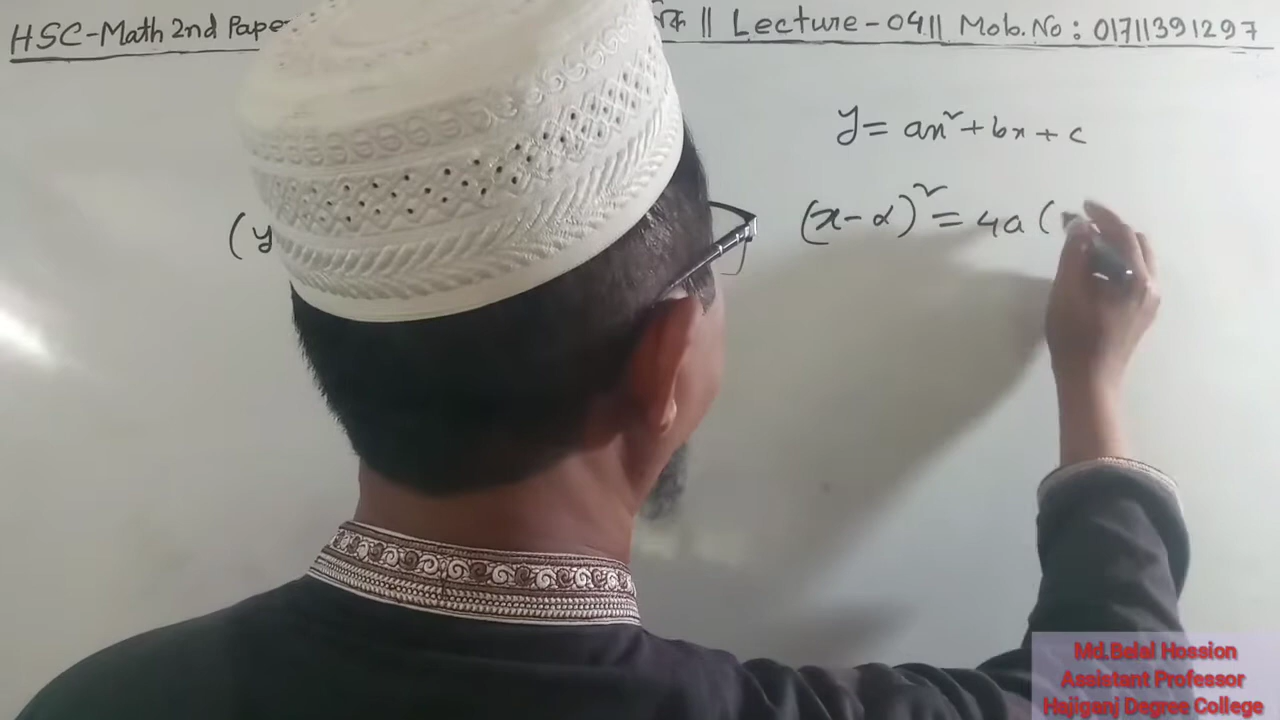 HSC-Math 2nd Pape || Lecture-04 || Mob.No: 01711391297
y = ax²+bx+c
(y (x-α)² = 4a(
Md.Belal Hossion
Assistant Professor
Hajiganj Degree College